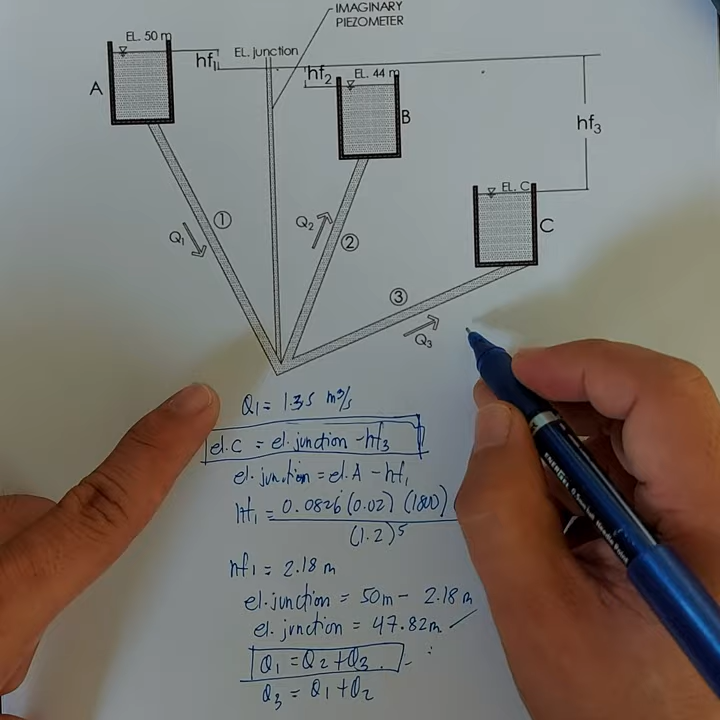 IMAGINARY
PIEZOMETER
EL. 50 m
EL. junction
hf1
hf2
EL. 44 m
A
B
hf3
EL. C
C
①
Q1
Q2
②
③
Q3
Q1 = 1.35 m³/s
el. C = el. junction - hf3
el. junction = el. A - hf1
Hf1 = 0.0826 (0.02) (1800) (
(1.2)⁵
hf1 = 2.18 m
el. junction = 50m - 2.18 m
el. junction = 47.82m ✓
Q1 = Q2 + Q3
Q3 = Q1 + Q2